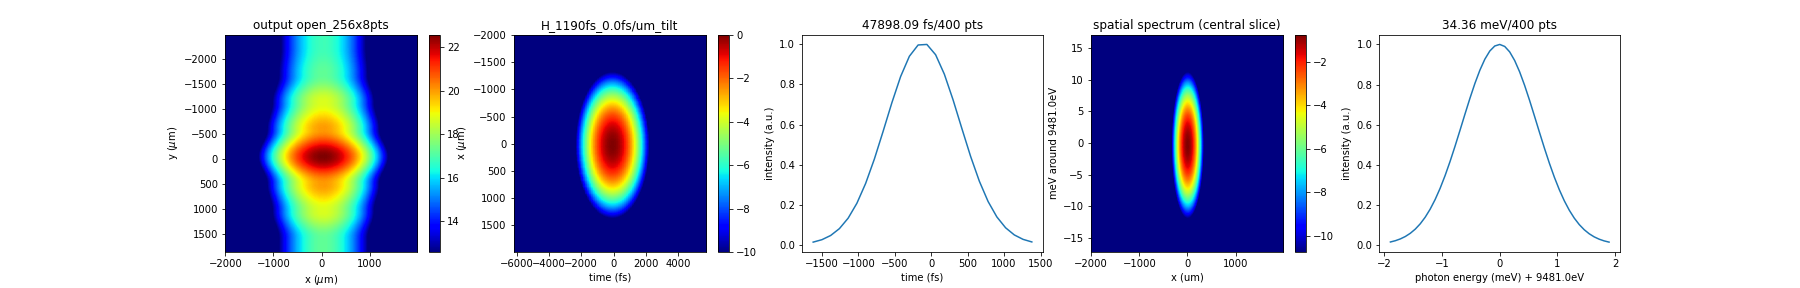 output open_256x8pts
y (μm)
−2000
−1500
−1000
−500
0
500
1000
1500
−2000 −1000 0 1000
x (μm)
22
20
18
16
14
H_1190fs_0.0fs/um_tilt
x (μm)
−2000
−1500
−1000
−500
0
500
1000
1500
−6000 −4000 −2000 0 2000 4000
time (fs)
0
−2
−4
−6
−8
−10
47898.09 fs/400 pts
intensity (a.u.)
1.0
0.8
0.6
0.4
0.2
0.0
−1500 −1000 −500 0 500 1000 1500
time (fs)
spatial spectrum (central slice)
meV around 9481.0eV
15
10
5
0
−5
−10
−15
−2000 −1000 0 1000
x (um)
−2
−4
−6
−8
−10
34.36 meV/400 pts
intensity (a.u.)
1.0
0.8
0.6
0.4
0.2
0.0
−2 −1 0 1 2
photon energy (meV) + 9481.0eV